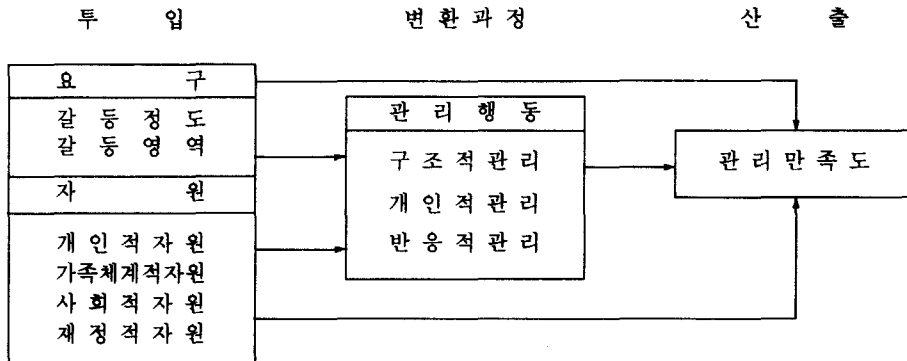 투 입 변환과정 산 출
요 구
갈 등 정 도
갈 등 영 역
자 원
개 인 적 자 원
가족체계적자원
사 회 적 자 원
재 정 적 자 원
관 리 행 동
구 조 적 관 리
개 인 적 관 리
반 응 적 관 리
관 리 만 족 도